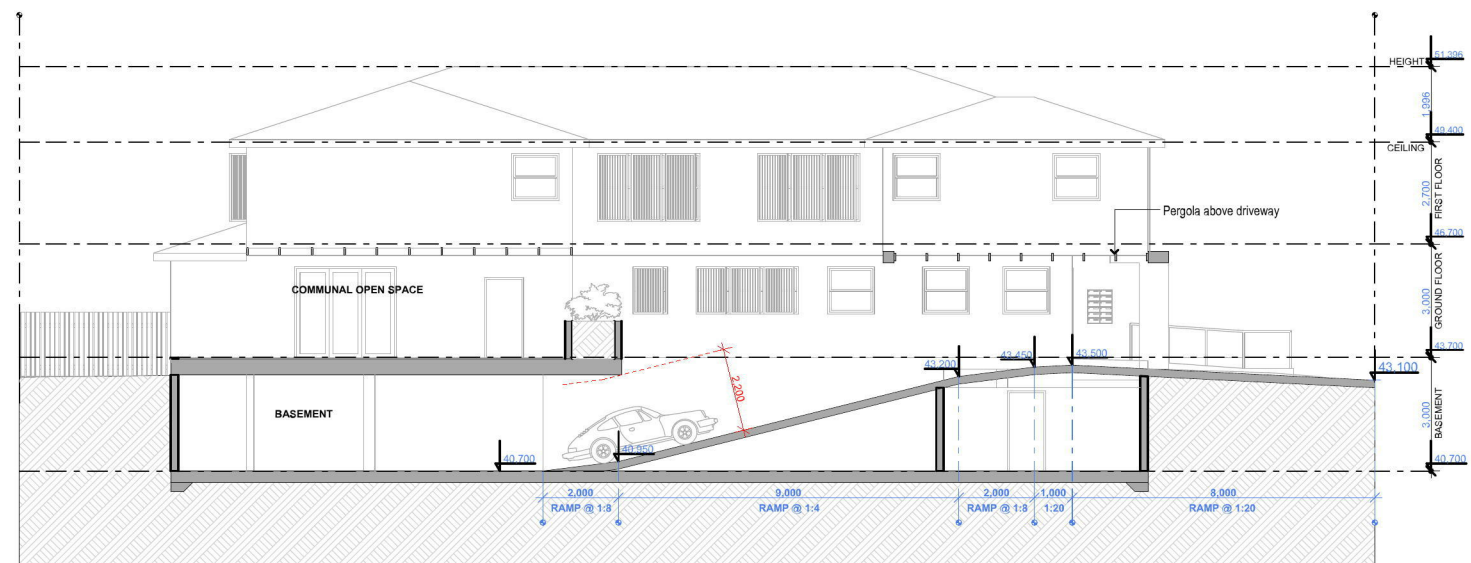 HEIGHT
51.396
1,996
49.400
CEILING
2,700
FIRST FLOOR
Pergola above driveway
46.700
COMMUNAL OPEN SPACE
3,000
GROUND FLOOR
43.700
43.200
43.450
43.500
43.100
2,200
BASEMENT
3,000
BASEMENT
40.700
40.950
40.700
2,000
9,000
2,000
1,000
8,000
RAMP @ 1:8
RAMP @ 1:4
RAMP @ 1:8
1:20
RAMP @ 1:20